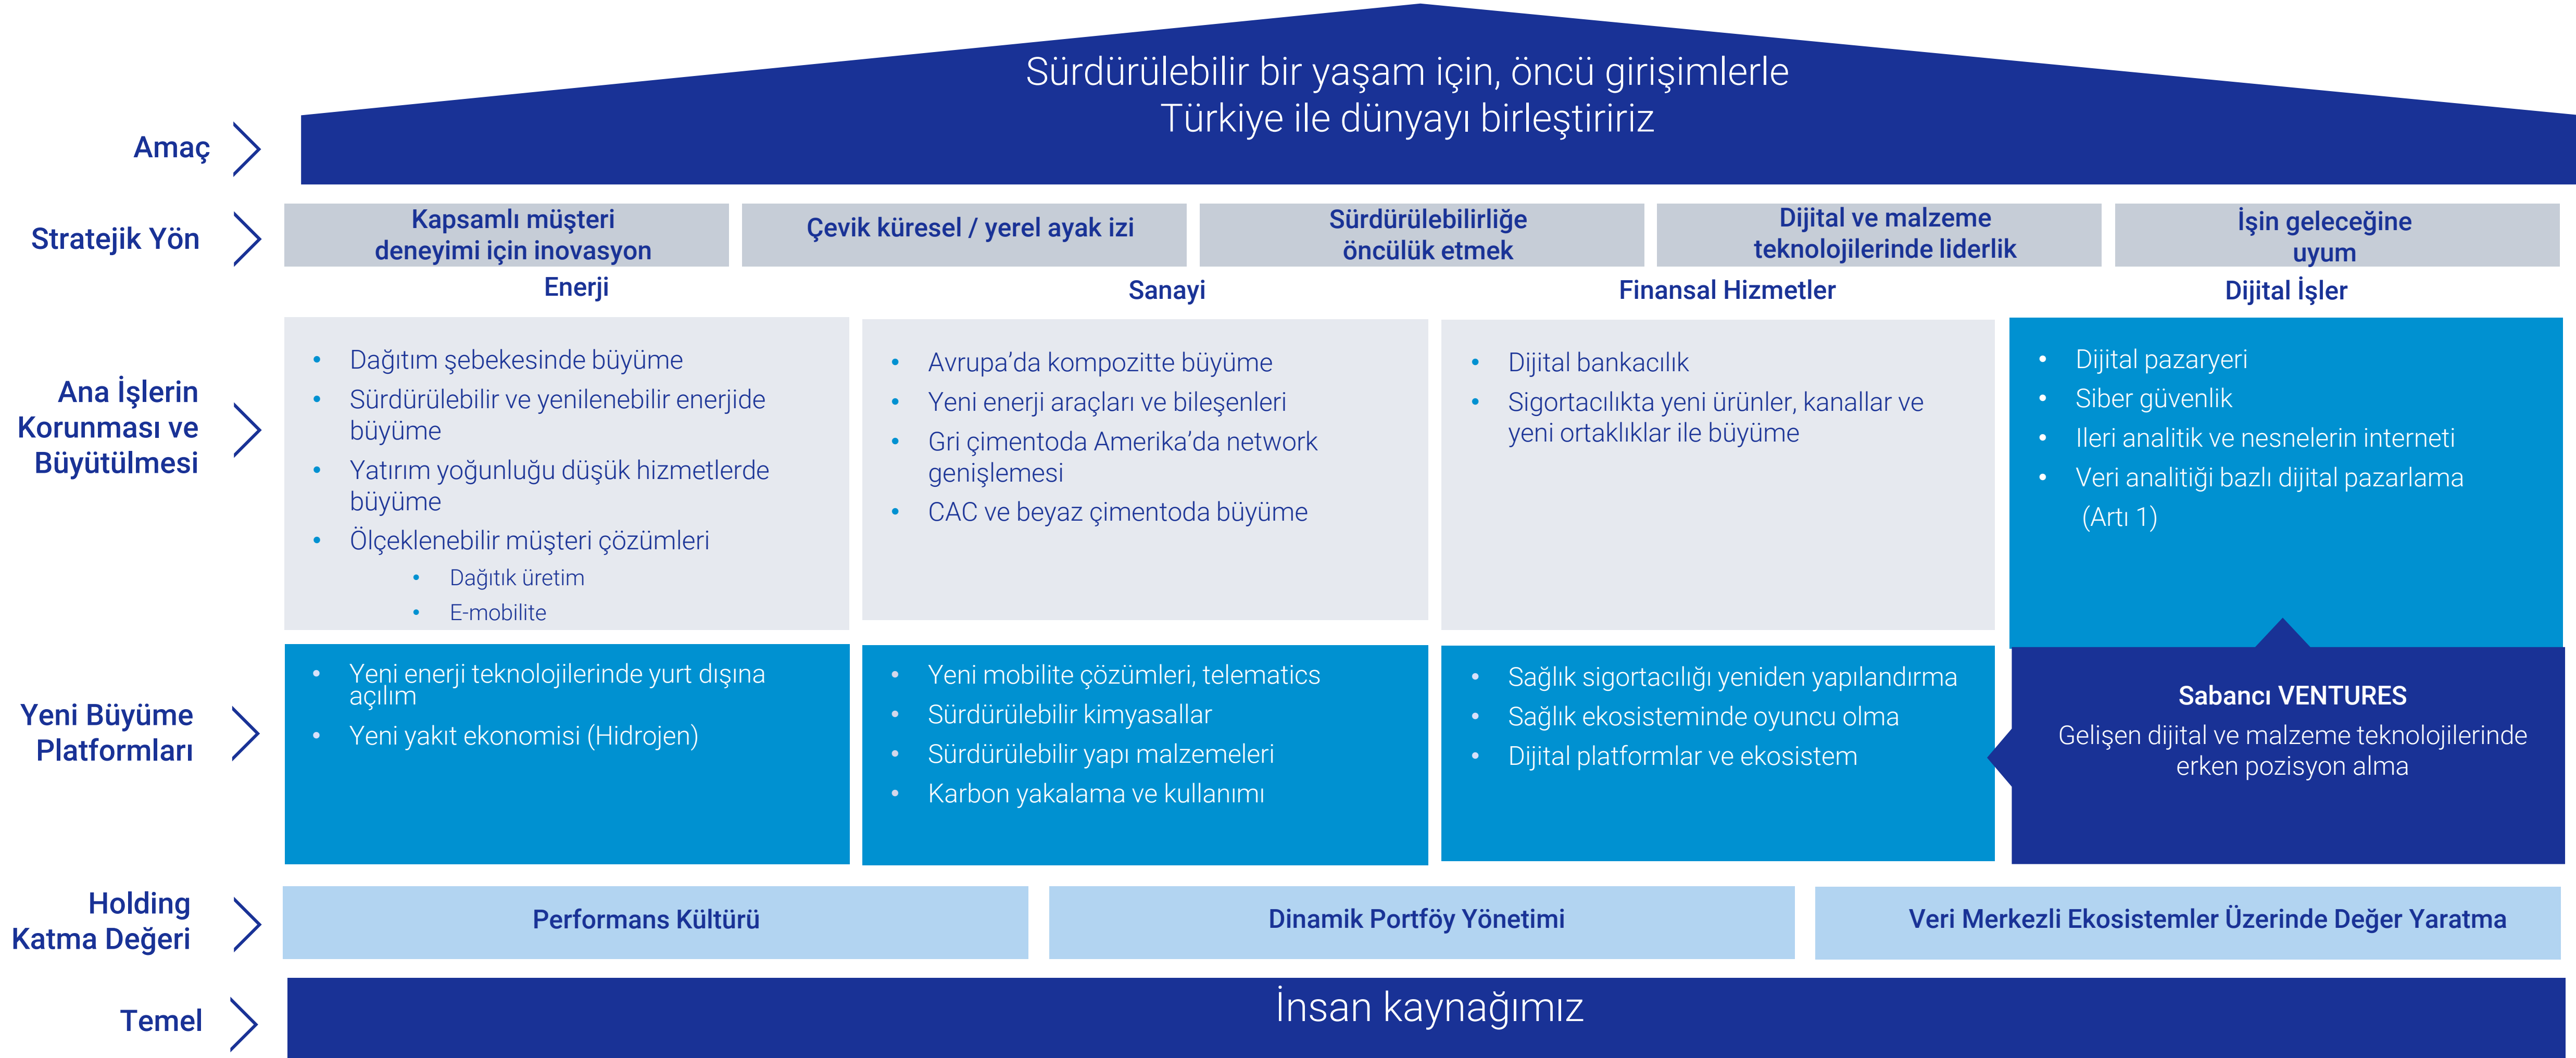 Sürdürülebilir bir yaşam için, öncü girişimlerle
Türkiye ile dünyayı birleştiririz
Amaç
Stratejik Yön
Kapsamlı müşteri
deneyimi için inovasyon
Çevik küresel / yerel ayak izi
Sürdürülebilirliğe
öncülük etmek
Dijital ve malzeme
teknolojilerinde liderlik
İşin geleceğine
uyum
Enerji
Sanayi
Finansal Hizmetler
Dijital İşler
Ana İşlerin
Korunması ve
Büyütülmesi
• Dağıtım şebekesinde büyüme
• Sürdürülebilir ve yenilenebilir enerjide
büyüme
• Yatırım yoğunluğu düşük hizmetlerde
büyüme
• Ölçeklenebilir müşteri çözümleri
• Dağıtık üretim
• E-mobilite
• Avrupa’da kompozitte büyüme
• Yeni enerji araçları ve bileşenleri
• Gri çimentoda Amerika’da network
genişlemesi
• CAC ve beyaz çimentoda büyüme
• Dijital bankacılık
• Sigortacılıkta yeni ürünler, kanallar ve
yeni ortaklıklar ile büyüme
• Dijital pazaryeri
• Siber güvenlik
• Ileri analitik ve nesnelerin interneti
• Veri analitiği bazlı dijital pazarlama
(Artı 1)
Yeni Büyüme
Platformları
• Yeni enerji teknolojilerinde yurt dışına
açılım
• Yeni yakıt ekonomisi (Hidrojen)
• Yeni mobilite çözümleri, telematics
• Sürdürülebilir kimyasallar
• Sürdürülebilir yapı malzemeleri
• Karbon yakalama ve kullanımı
• Sağlık sigortacılığı yeniden yapılandırma
• Sağlık ekosisteminde oyuncu olma
• Dijital platformlar ve ekosistem
Sabancı VENTURES
Gelişen dijital ve malzeme teknolojilerinde
erken pozisyon alma
Holding
Katma Değeri
Performans Kültürü
Dinamik Portföy Yönetimi
Veri Merkezli Ekosistemler Üzerinde Değer Yaratma
Temel
İnsan kaynağımız